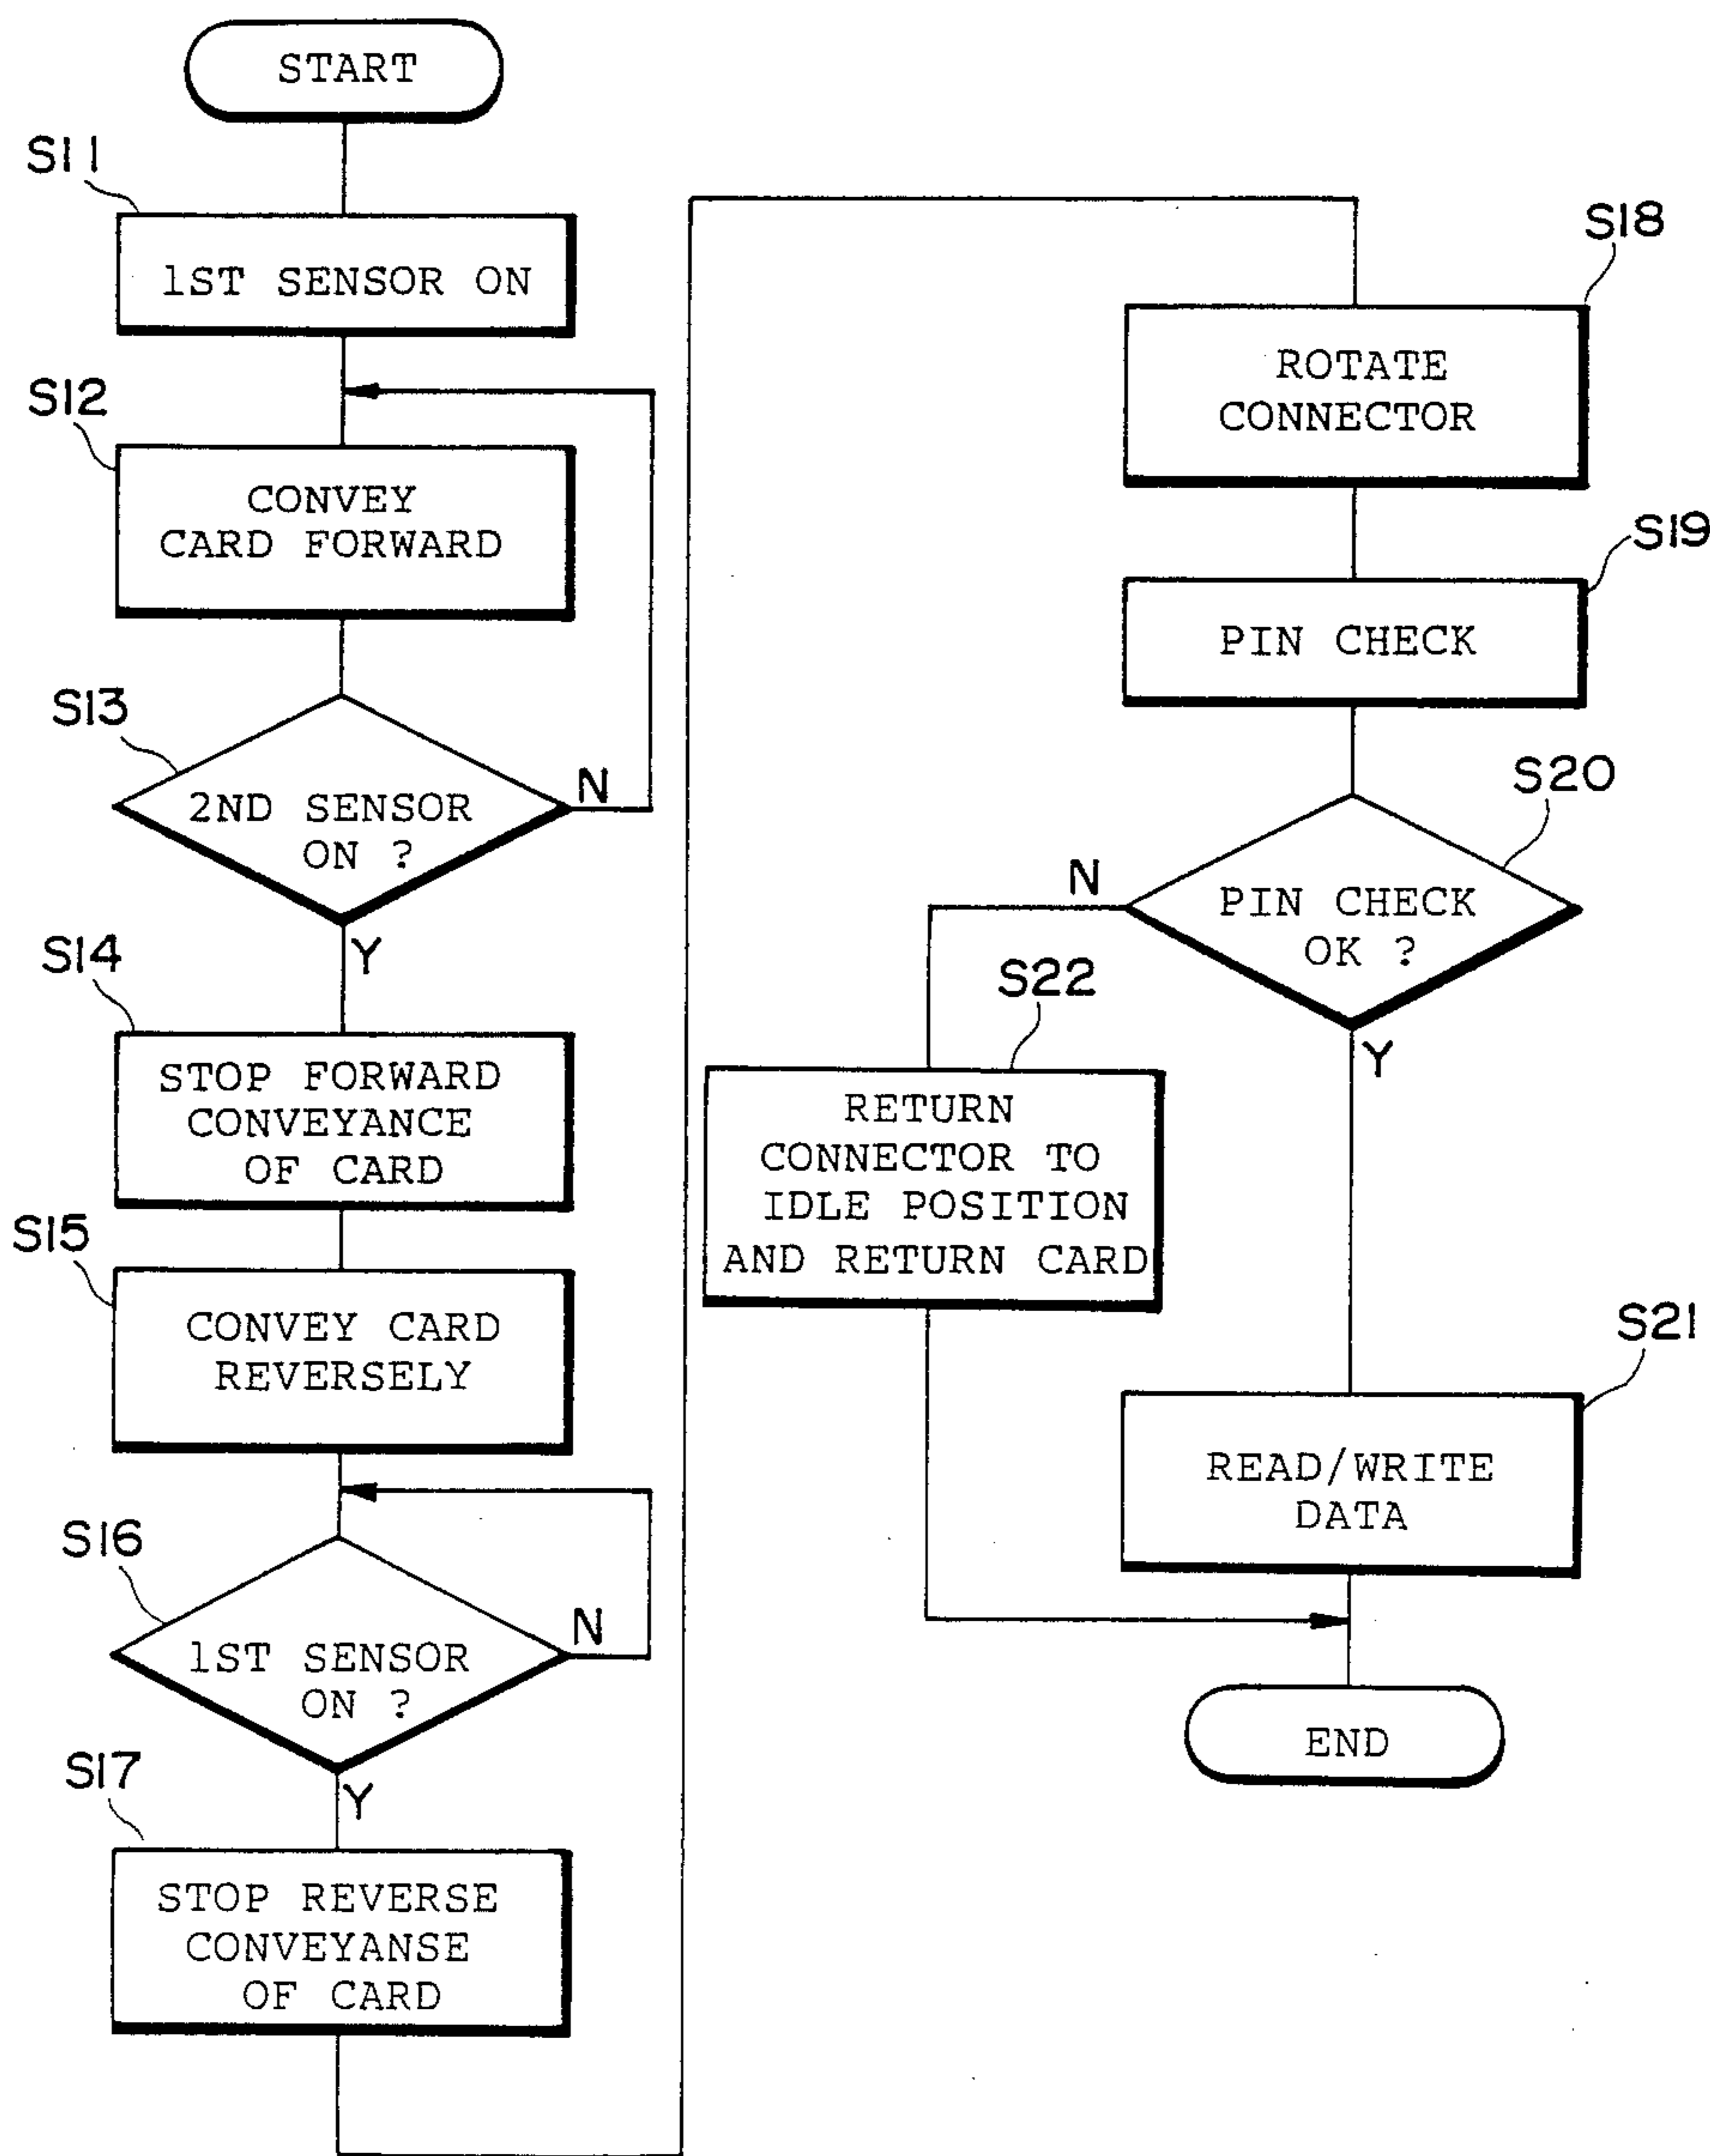 START
S11
1ST SENSOR ON
S12
CONVEY
CARD FORWARD
S13
2ND SENSOR
ON ?
N
Y
S14
STOP FORWARD
CONVEYANCE
OF CARD
S15
CONVEY CARD
REVERSELY
S16
1ST SENSOR
ON ?
N
Y
S17
STOP REVERSE
CONVEYANSE
OF CARD
S18
ROTATE
CONNECTOR
S19
PIN CHECK
S20
PIN CHECK
OK ?
N
Y
S22
RETURN
CONNECTOR TO
IDLE POSITION
AND RETURN CARD
S21
READ/WRITE
DATA
END